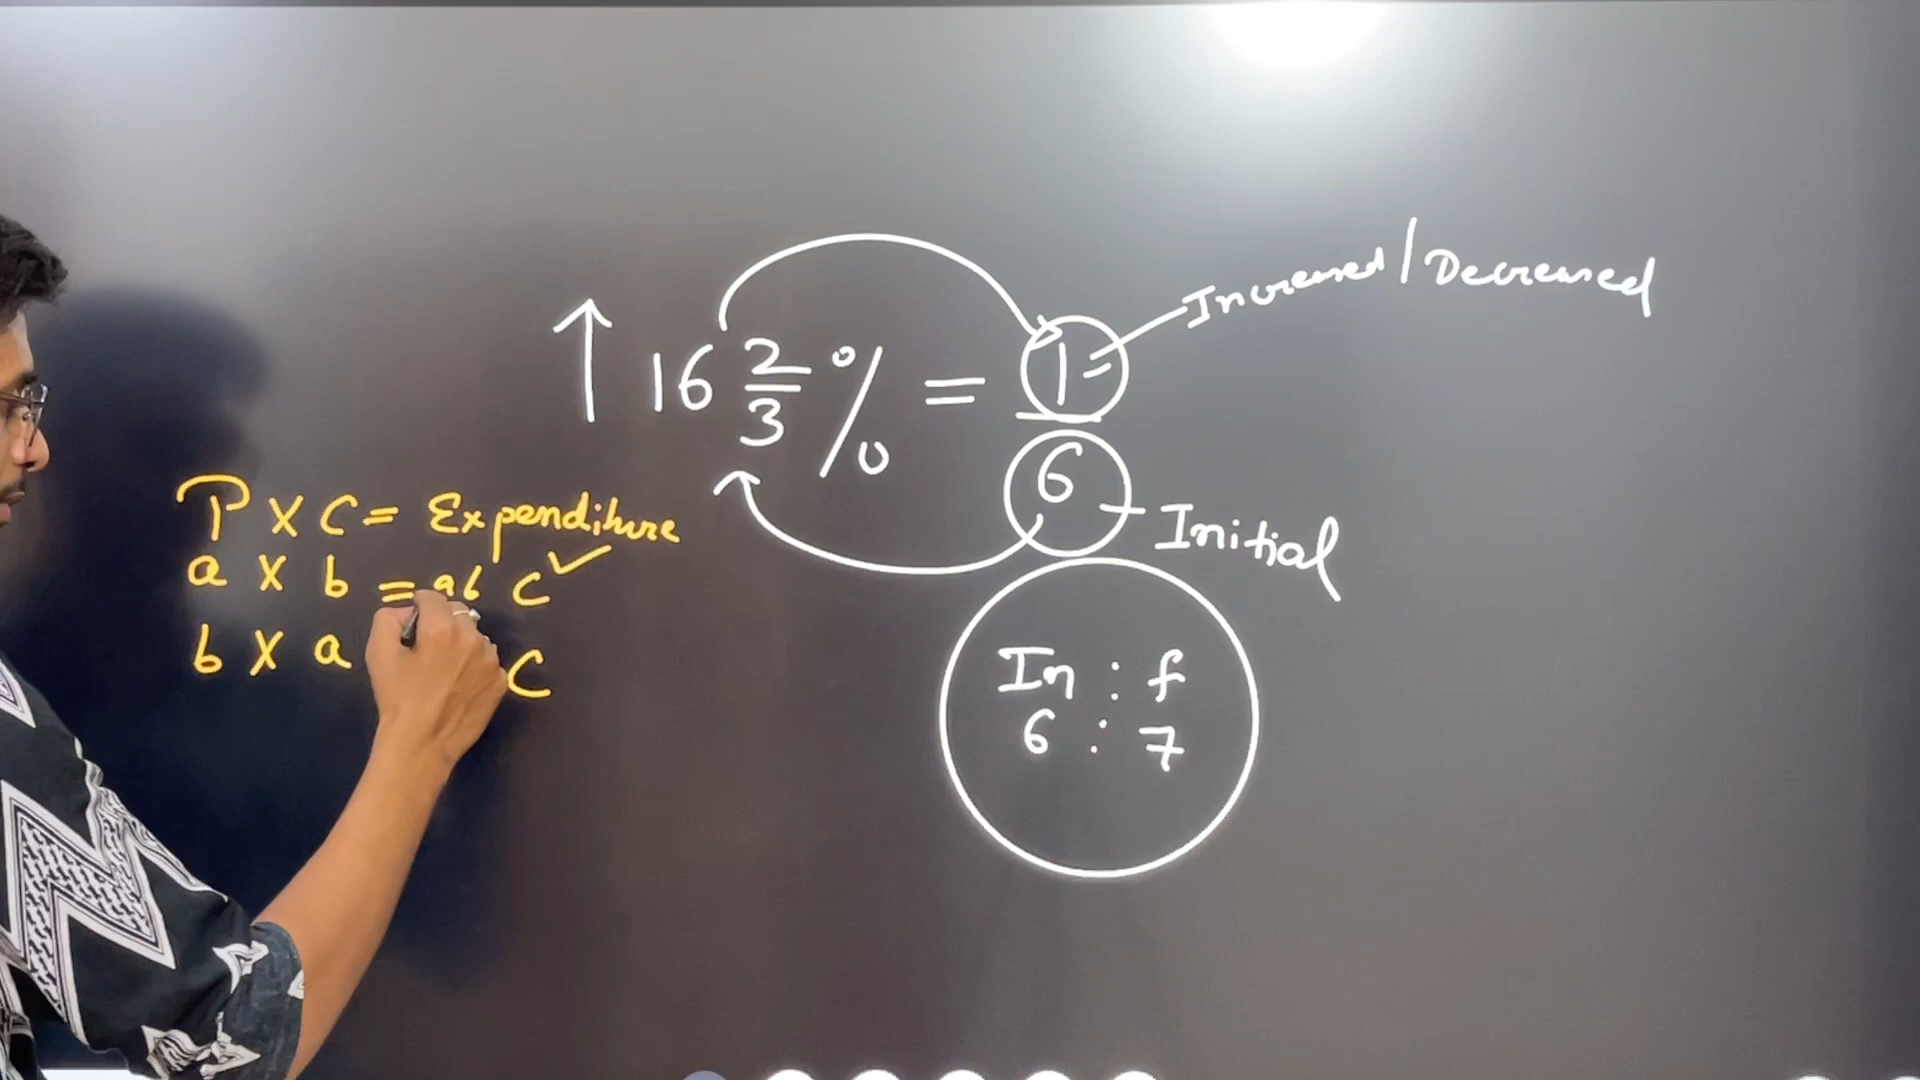 Increased / Decreased
↑ 16 2/3 % = 1/6
Initial
P X C = Expenditure
a X b = ab C ✓
b X a C
In : f
6 : 7